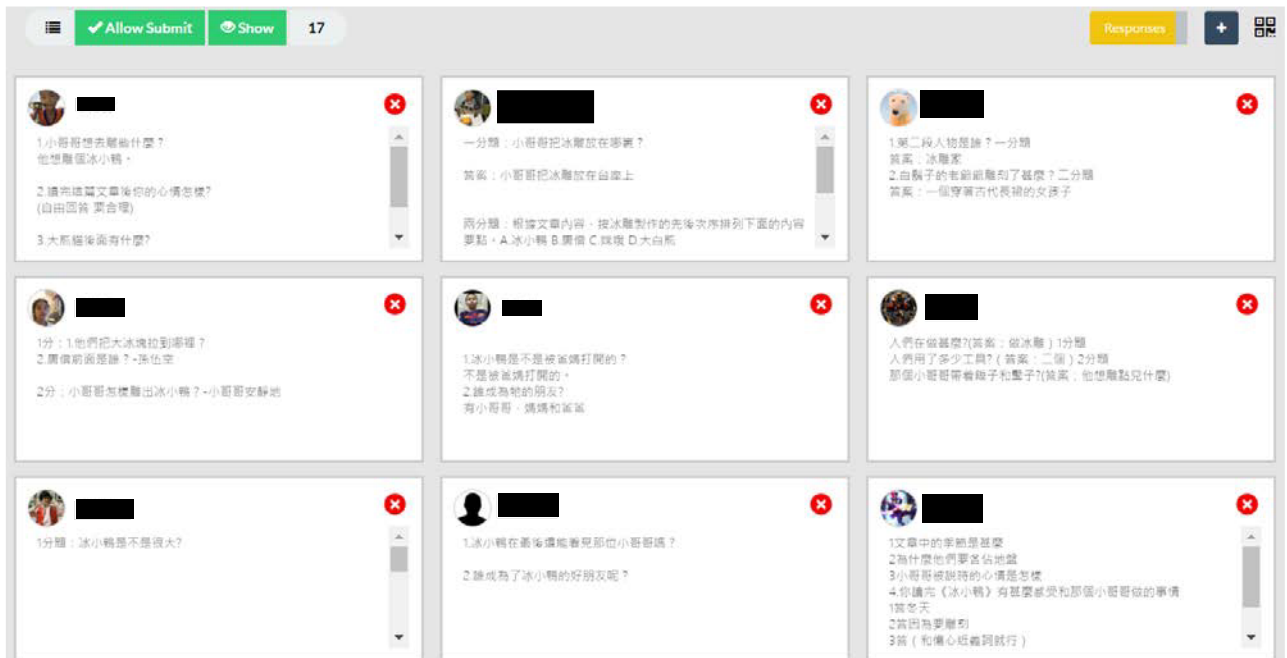 Allow Submit
Show
17
Responses
1.小哥哥想去雕些什麼？
他想雕個冰小鴨。
2.讀完這篇文章後你的心情怎樣?
(自由回答 要合理)
3.大熊貓後面有什麼?
一分題：小哥哥把冰雕放在哪裏？
答案：小哥哥把冰雕放在台座上
兩分題：根據文章內容，按冰雕製作的先後次序排列下面的內容
要點。A.冰小鴨 B.唐僧 C.妹妹 D.大白熊
1.第二段人物是誰？一分題
答案：冰雕家
2.白鬍子的老爺爺雕刻了甚麼？二分題
答案：一個穿着古代長裙的女孩子
1分：1.他們把大冰塊拉到哪裡？
2.唐僧前面是誰？-孫伍空
2分：小哥哥怎樣雕出冰小鴨？-小哥哥安靜地
1.冰小鴨是不是被爸媽打開的？
不是被爸媽打開的。
2.誰成為牠的朋友?
有小哥哥、媽媽和爸爸
人們在做甚麼?(答案：做冰雕）1分題
人們用了多少工具?（答案：二個）2分題
那個小哥哥帶着錘子和鑿子?(答案：他想雕點兒什麼)
1分題：冰小鴨是不是很大?
1.冰小鴨在最後還能看見那位小哥哥嗎？
2.誰成為了冰小鴨的好朋友呢？
1文章中的季節是甚麼
2為什麼他們要各佔地盤
3小哥哥被説時的心情是怎樣
4.你讀完《冰小鴨》有甚麼感受和那個小哥哥做的事情
1答冬天
2答因為要雕刻
3答（和傷心近義詞就行）